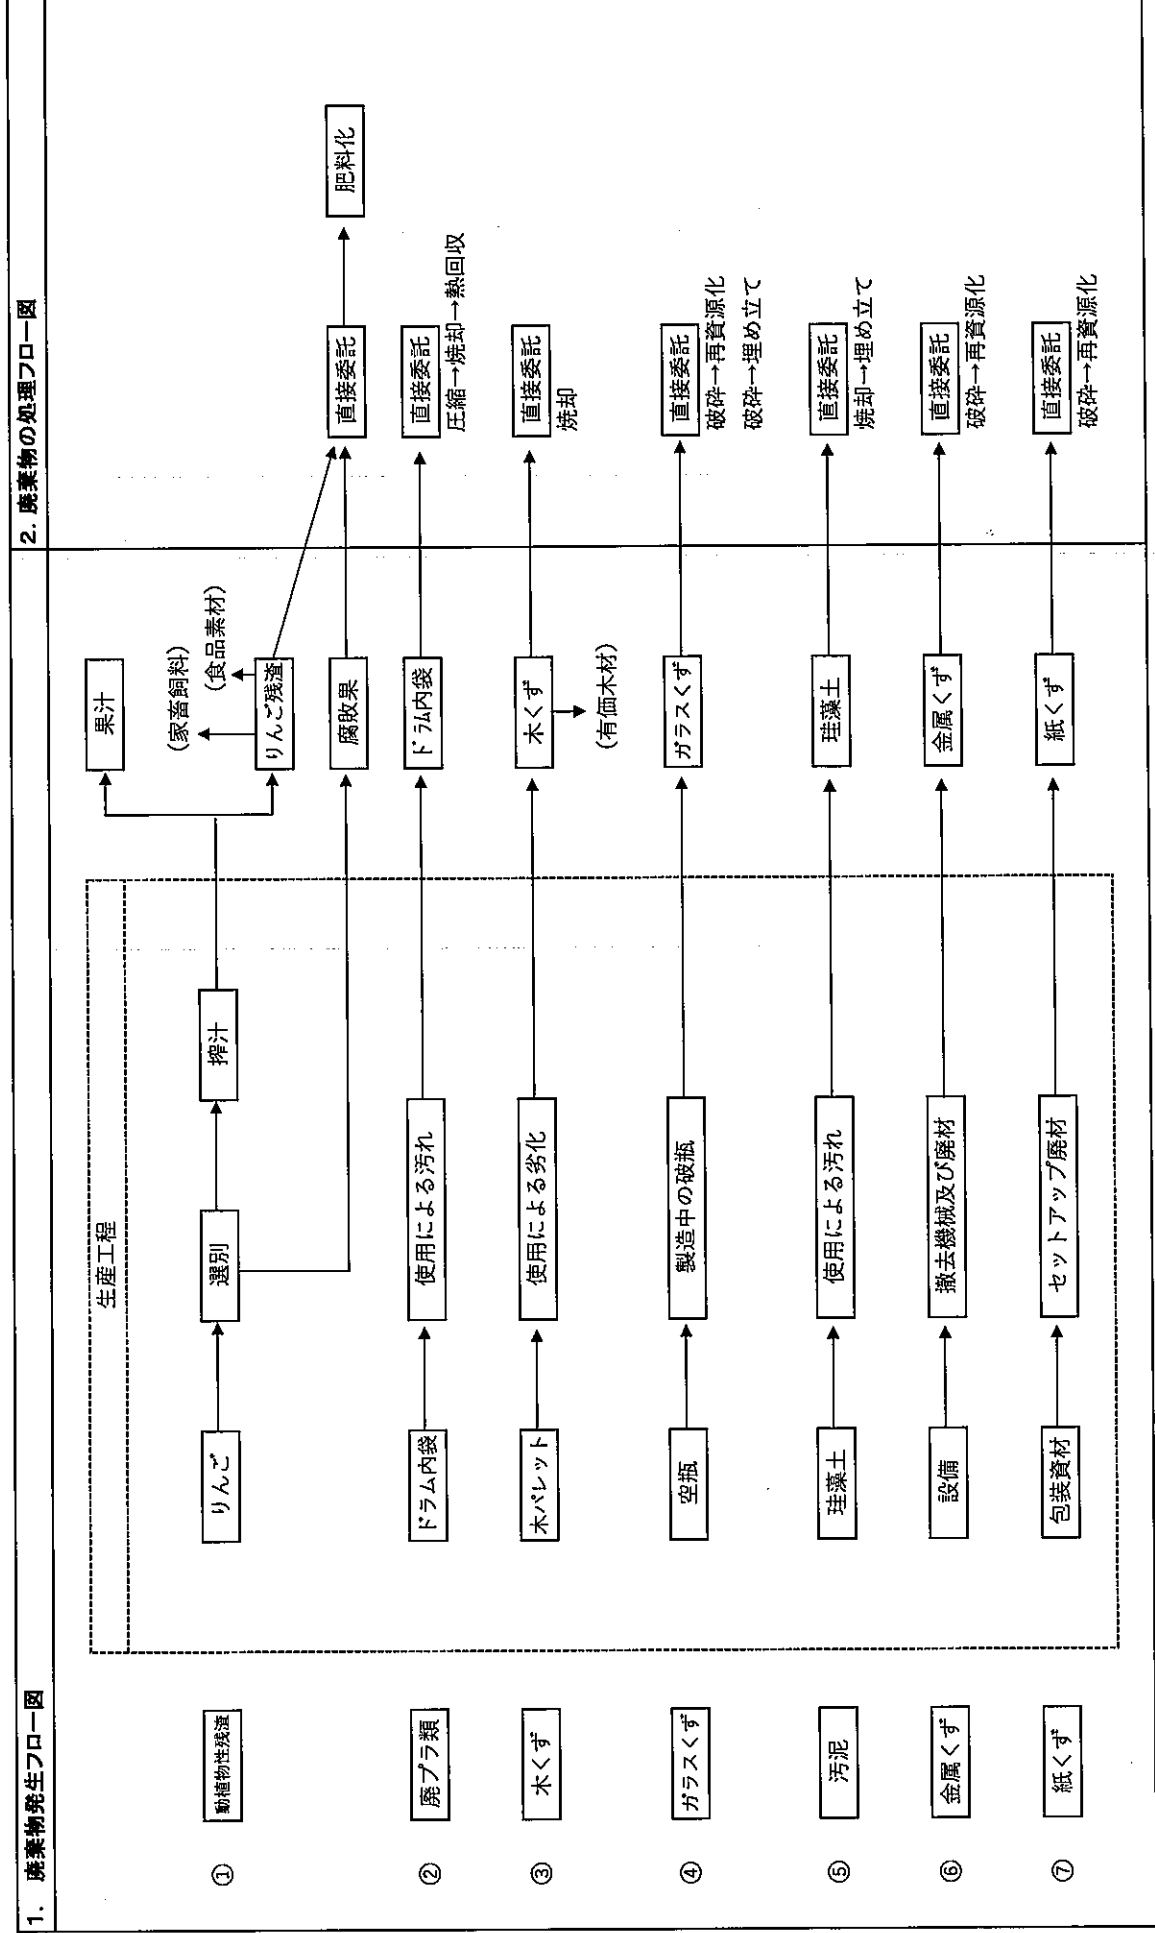 1. 廃棄物発生フロー図
2. 廃棄物の処理フロー図
生産工程
①
動植物性残渣
りんご
選別
搾汁
果汁
(家畜飼料)
(食品素材)
りんご残渣
腐敗果
直接委託
肥料化
②
廃プラ類
ドラム内袋
使用による汚れ
ドラム内袋
直接委託
圧縮→焼却→熱回収
③
木くず
木パレット
使用による劣化
木くず
(有価木材)
直接委託
焼却
④
ガラスくず
空瓶
製造中の破瓶
ガラスくず
直接委託
破砕→再資源化
破砕→埋め立て
⑤
汚泥
珪藻土
使用による汚れ
珪藻土
直接委託
焼却→埋め立て
⑥
金属くず
設備
撤去機械及び廃材
金属くず
直接委託
破砕→再資源化
⑦
紙くず
包装資材
セットアップ廃材
紙くず
直接委託
破砕→再資源化